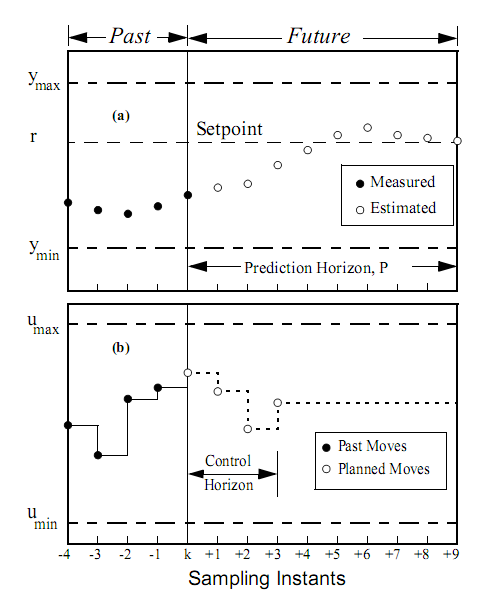 Past Future
ymax
(a)
r Setpoint
Measured
Estimated
ymin
Prediction Horizon, P
umax
(b)
Past Moves
Planned Moves
Control
Horizon
umin
-4 -3 -2 -1 k +1 +2 +3 +4 +5 +6 +7 +8 +9
Sampling Instants